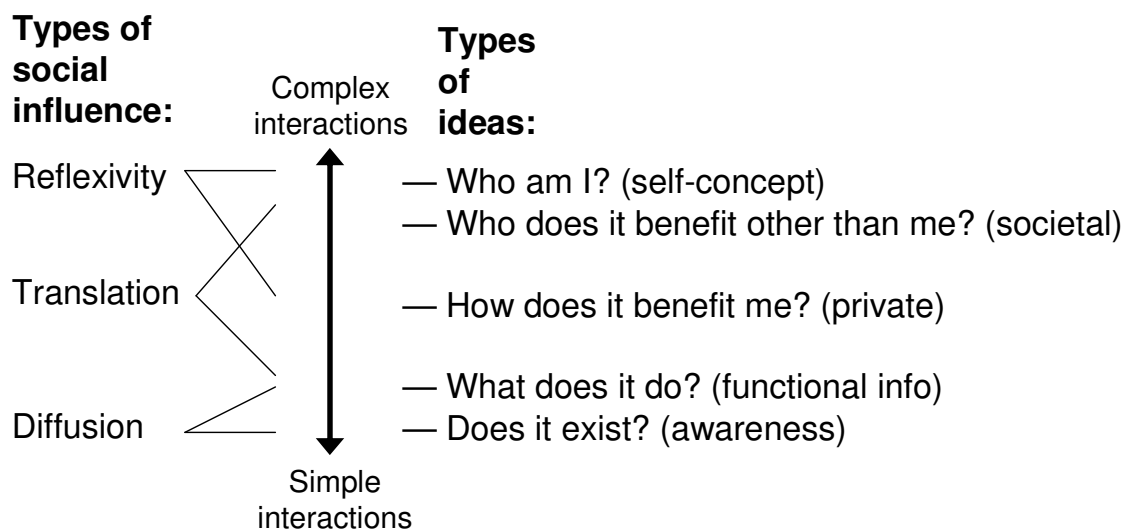 Types of
social
influence:
Complex
interactions
Types
of
ideas:
Reflexivity
Translation
Diffusion
— Who am I? (self-concept)
— Who does it benefit other than me? (societal)
— How does it benefit me? (private)
— What does it do? (functional info)
— Does it exist? (awareness)
Simple
interactions